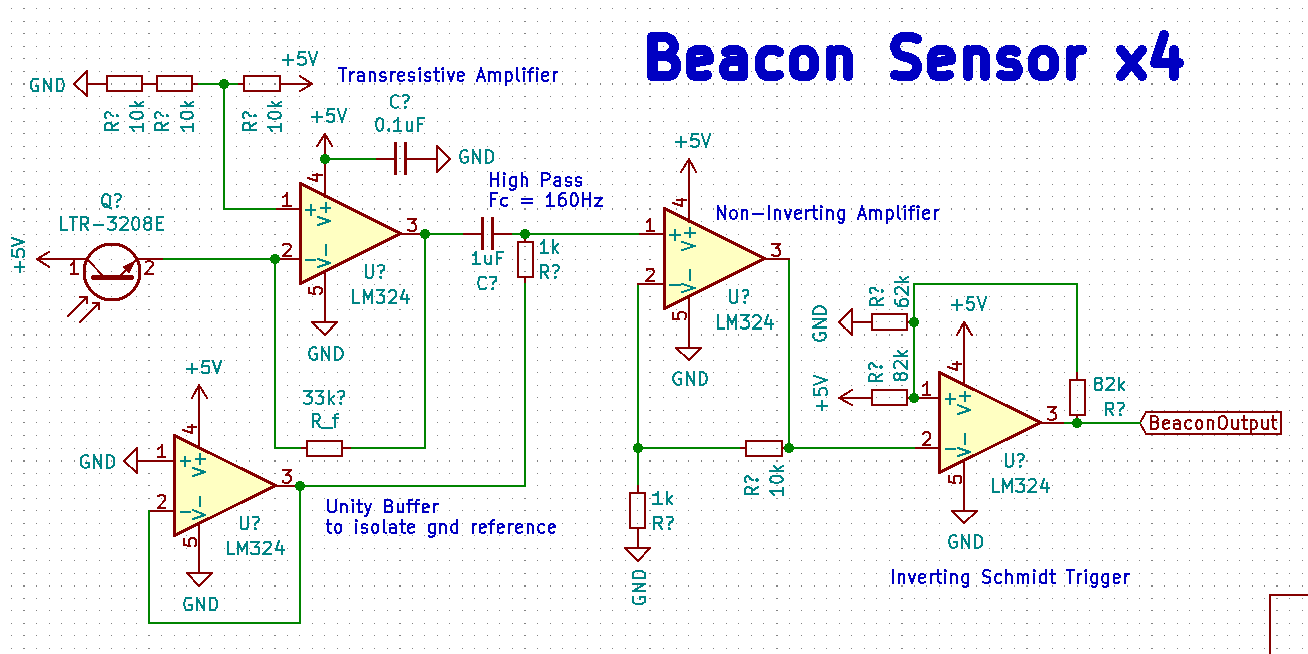 Beacon Sensor x4
+5V
GND
R?
10k
R?
10k
R?
10k
Transresistive Amplifier
C?
0.1uF
+5V
GND
4
1
+
V+
3
2
-
V-
5
U?
LM324
GND
Q?
LTR-3208E
+5V
1
2
High Pass
Fc = 160Hz
1uF
C?
1k
R?
+5V
4
Non-Inverting Amplifier
1
+
V+
3
2
-
V-
5
U?
LM324
GND
33k?
R_f
+5V
4
GND
1
+
V+
3
2
-
V-
5
U?
LM324
GND
Unity Buffer
to isolate gnd reference
R?
10k
1k
R?
GND
GND
R?
62k
+5V
R?
82k
+5V
4
1
+
V+
3
2
-
V-
5
U?
LM324
GND
82k
R?
BeaconOutput
Inverting Schmidt Trigger